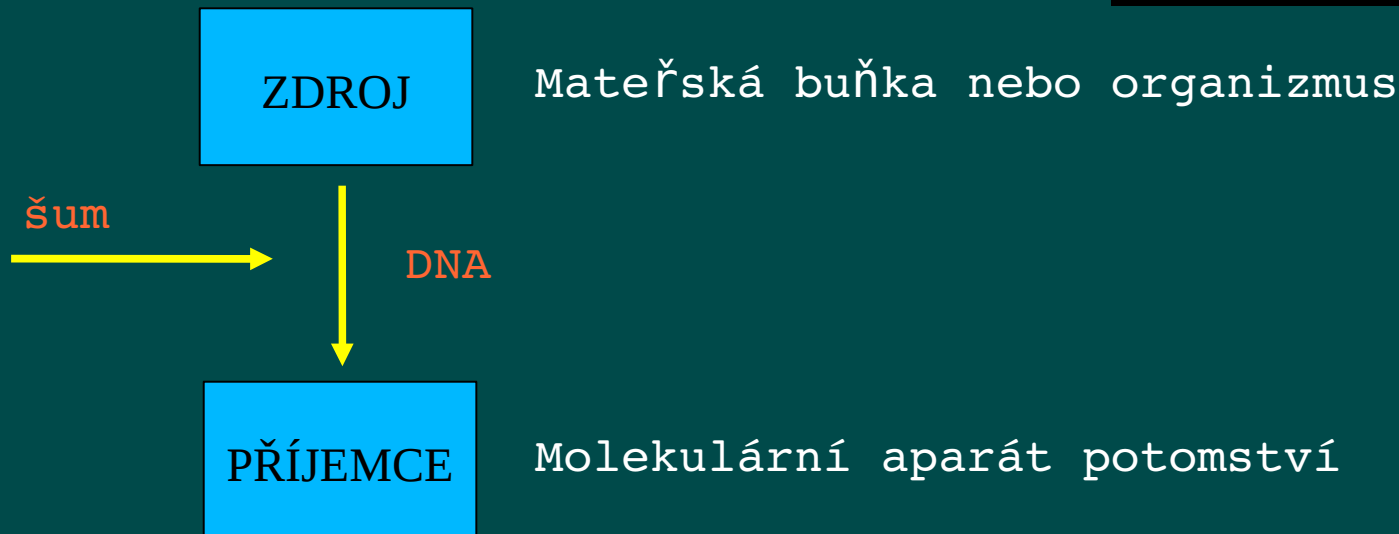 ZDROJ
Mateřská buňka nebo organizmus
šum
DNA
PŘÍJEMCE
Molekulární aparát potomství